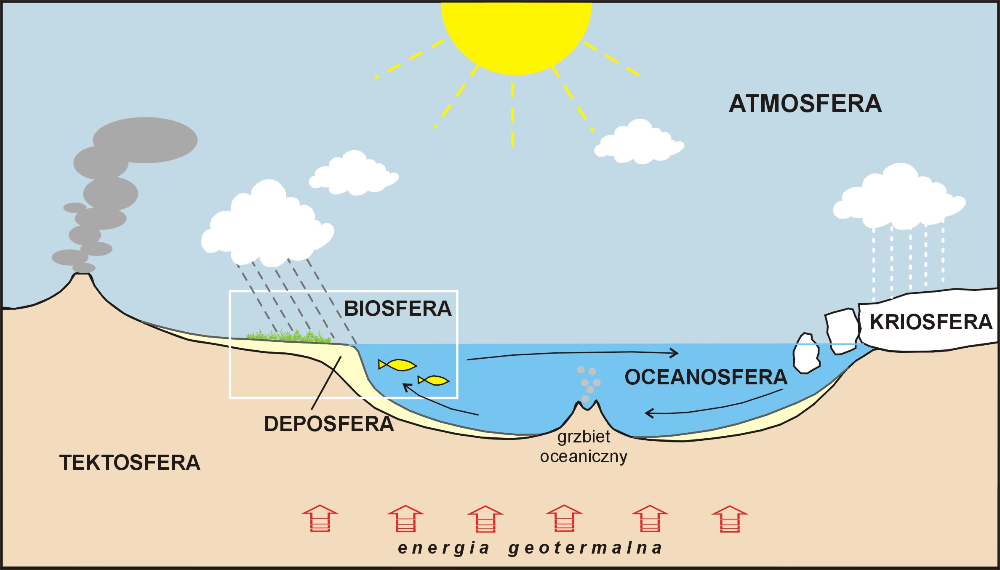 ATMOSFERA
BIOSFERA
KRIOSFERA
OCEANOSFERA
DEPOSFERA
grzbiet
oceaniczny
TEKTOSFERA
energia geotermalna